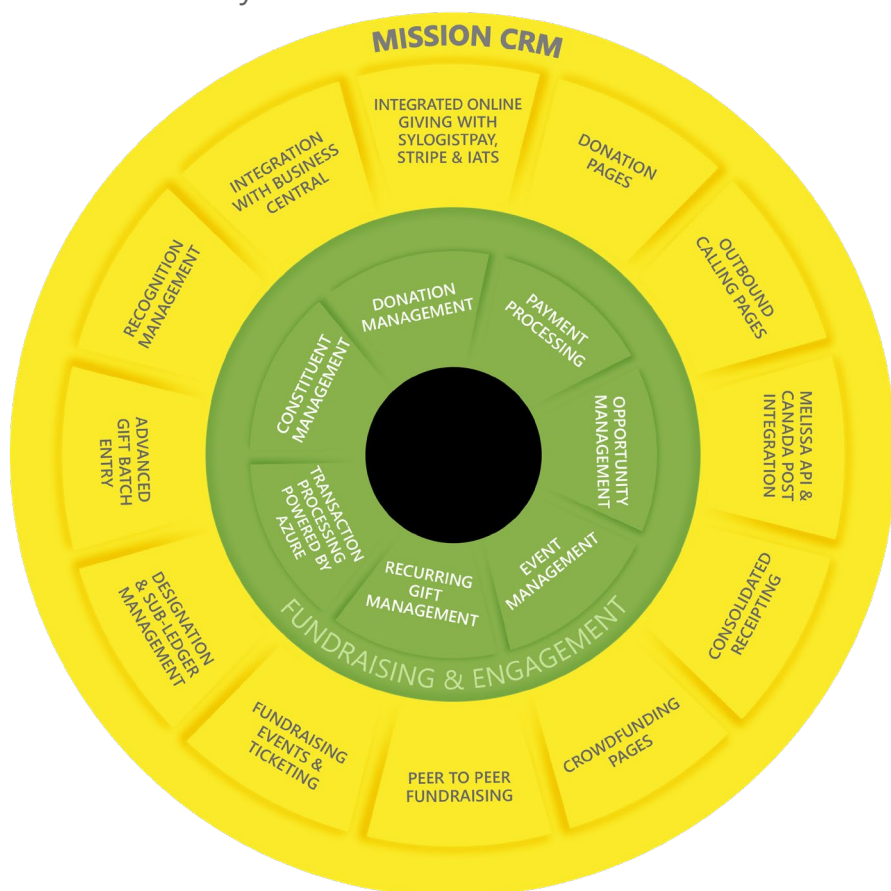 MISSION CRM
INTEGRATED ONLINE
GIVING WITH
SYLOGISTPAY,
STRIPE & IATS
DONATION
PAGES
OUTBOUND
CALLING PAGES
MELISSA API &
CANADA POST
INTEGRATION
CONSOLIDATED
RECEIPTING
CROWDFUNDING
PAGES
PEER TO PEER
FUNDRAISING
FUNDRAISING
EVENTS &
TICKETING
DESIGNATION
& SUB-LEDGER
MANAGEMENT
ADVANCED
GIFT BATCH
ENTRY
RECOGNITION
MANAGEMENT
INTEGRATION
WITH BUSINESS
CENTRAL
DONATION
MANAGEMENT
PAYMENT
PROCESSING
OPPORTUNITY
MANAGEMENT
EVENT
MANAGEMENT
RECURRING
GIFT
MANAGEMENT
TRANSACTION
PROCESSING
POWERED BY
AZURE
CONSTITUENT
MANAGEMENT
FUNDRAISING & ENGAGEMENT